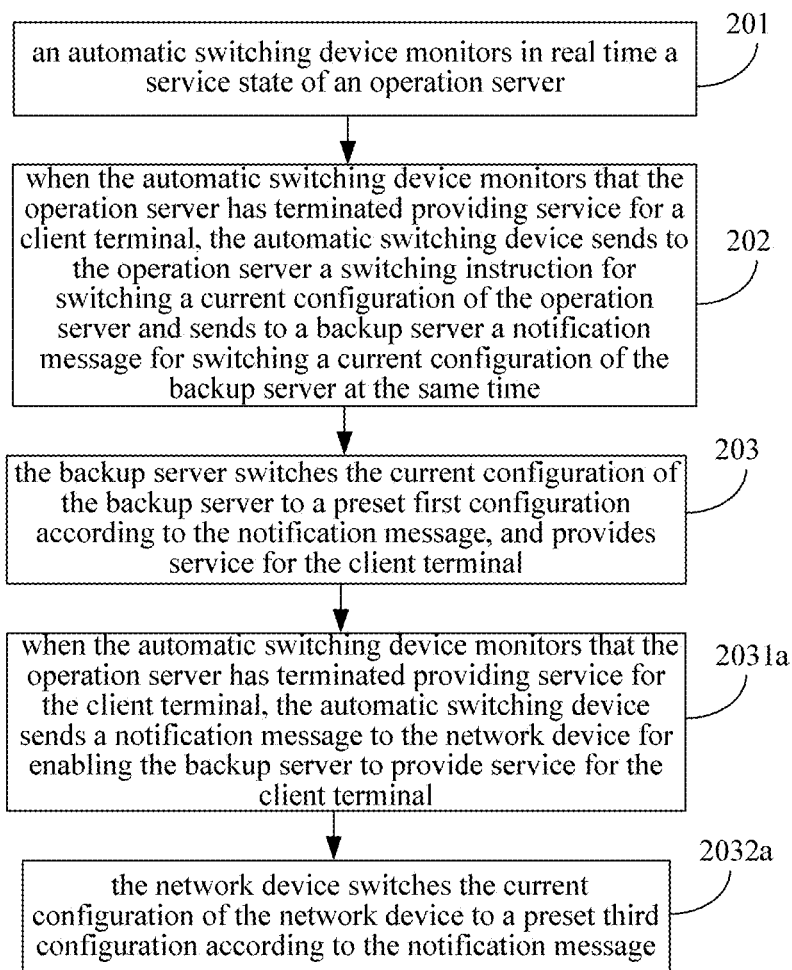 201
an automatic switching device monitors in real time a
service state of an operation server
202
when the automatic switching device monitors that the
operation server has terminated providing service for a
client terminal, the automatic switching device sends to
the operation server a switching instruction for
switching a current configuration of the operation
server and sends to a backup server a notification
message for switching a current configuration of the
backup server at the same time
203
the backup server switches the current configuration of
the backup server to a preset first configuration
according to the notification message, and provides
service for the client terminal
2031a
when the automatic switching device monitors that the
operation server has terminated providing service for
the client terminal, the automatic switching device
sends a notification message to the network device for
enabling the backup server to provide service for the
client terminal
2032a
the network device switches the current
configuration of the network device to a preset third
configuration according to the notification message